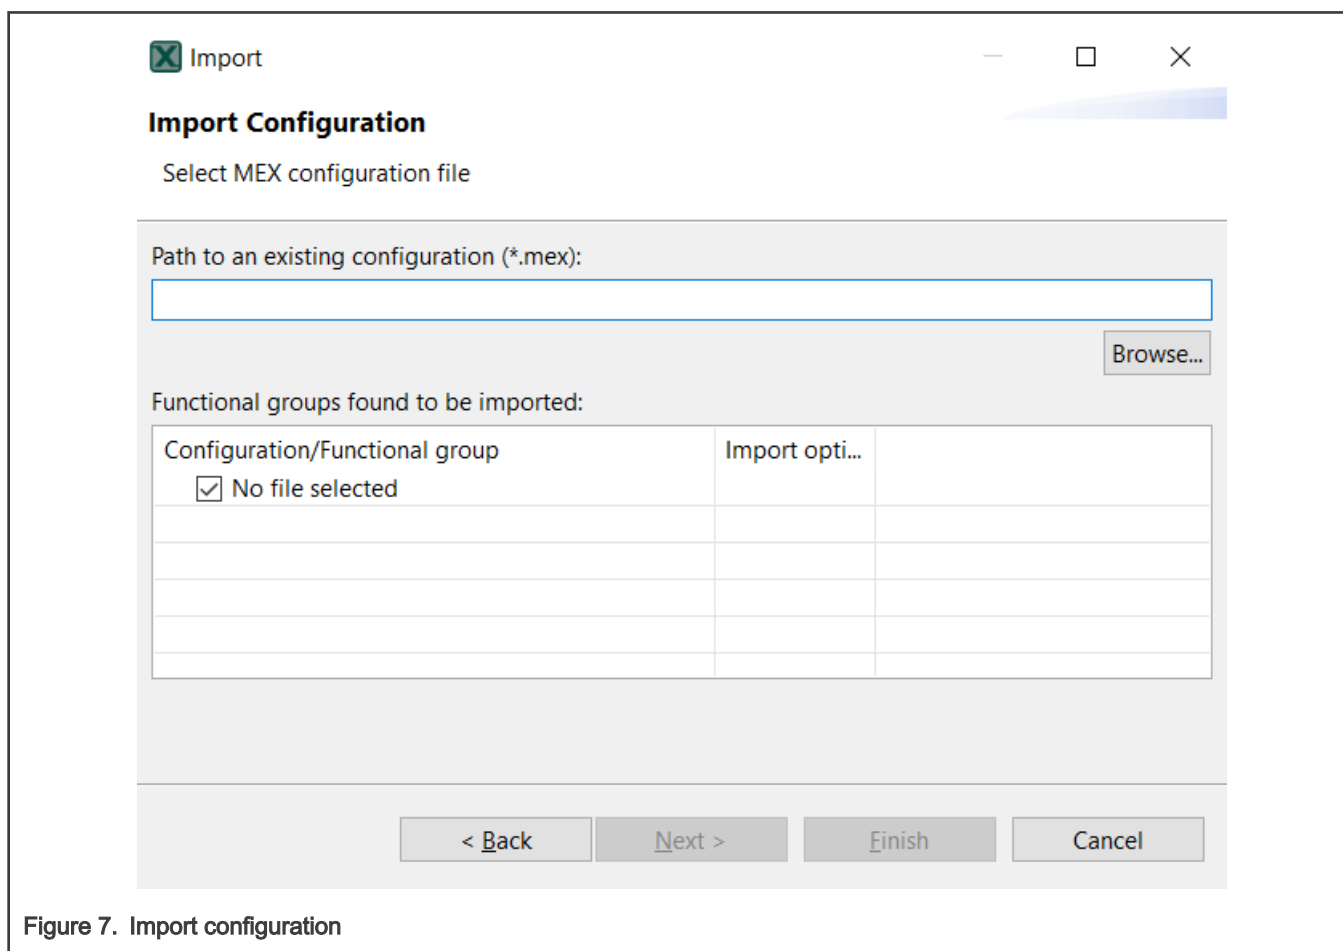 Import
Import Configuration
Select MEX configuration file
Path to an existing configuration (*.mex):
Browse...
Functional groups found to be imported:
Configuration/Functional group Import opti...
No file selected
< Back Next > Finish Cancel
Figure 7. Import configuration